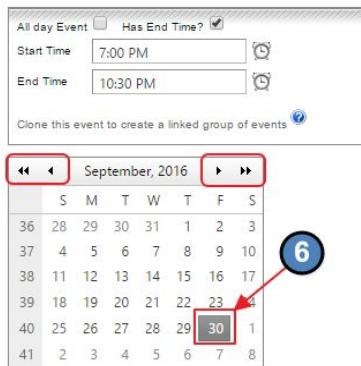 All day Event Has End Time?
Start Time 7:00 PM
End Time 10:30 PM
Clone this event to create a linked group of events ?
September, 2016
S M T W T F S
36 28 29 30 31 1 2 3
37 4 5 6 7 8 9 10
38 11 12 13 14 15 16 17
39 18 19 20 21 22 23 24
40 25 26 27 28 29 30 1
41 2 3 4 5 6 7 8
6